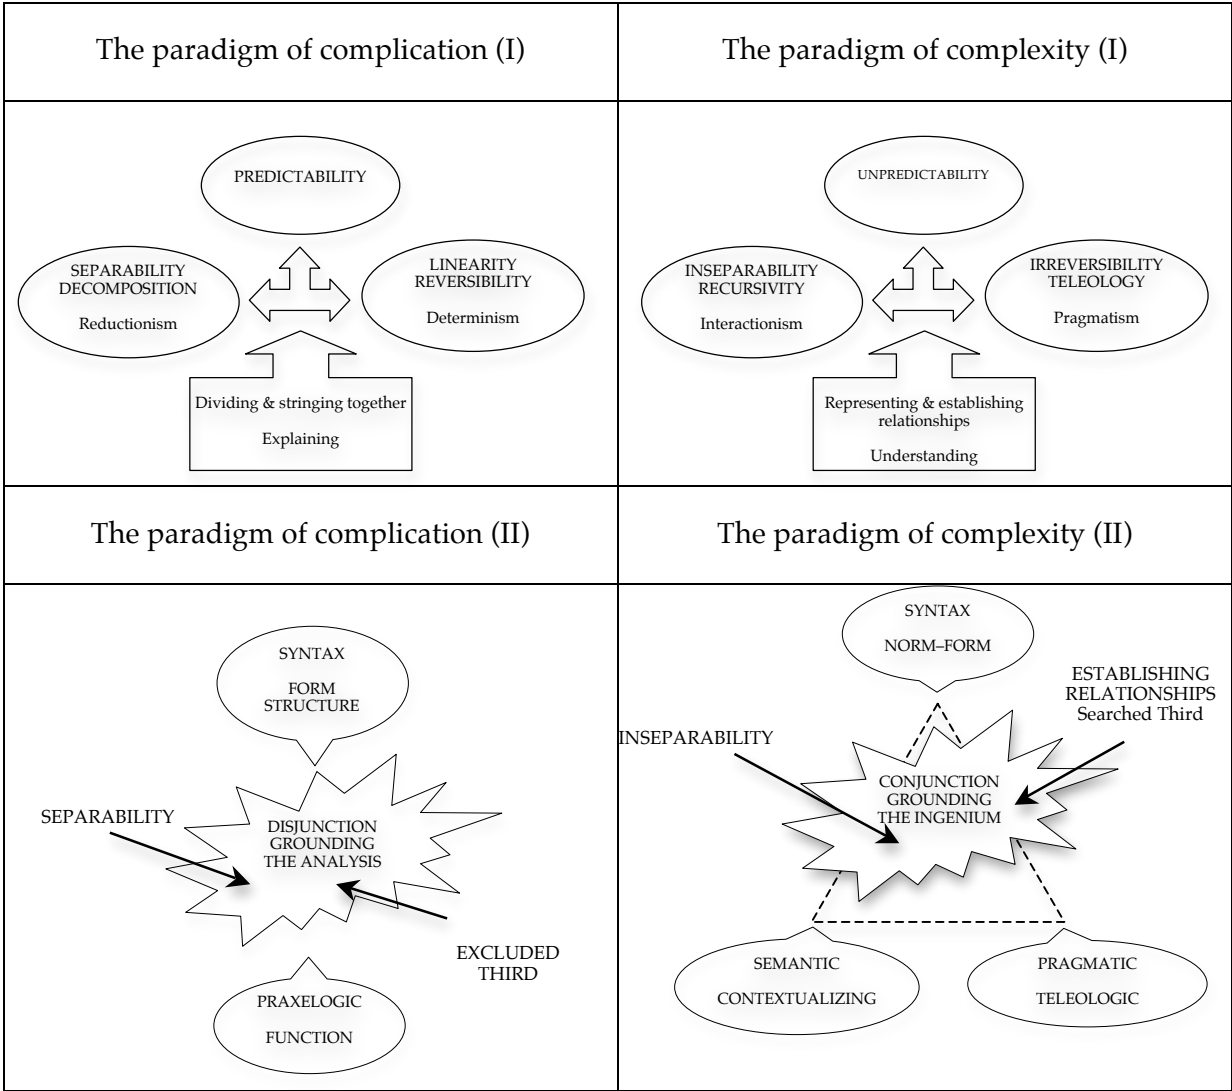 The paradigm of complication (I)
The paradigm of complexity (I)
PREDICTABILITY
SEPARABILITY
DECOMPOSITION
Reductionism
LINEARITY
REVERSIBILITY
Determinism
Dividing & stringing together
Explaining
UNPREDICTABILITY
INSEPARABILITY
RECURSIVITY
Interactionism
IRREVERSIBILITY
TELEOLOGY
Pragmatism
Representing & establishing
relationships
Understanding
The paradigm of complication (II)
The paradigm of complexity (II)
SYNTAX
FORM
STRUCTURE
SEPARABILITY
DISJUNCTION
GROUNDING
THE ANALYSIS
EXCLUDED
THIRD
PRAXELOGIC
FUNCTION
SYNTAX
NORM–FORM
ESTABLISHING
RELATIONSHIPS
Searched Third
INSEPARABILITY
CONJUNCTION
GROUNDING
THE INGENIUM
SEMANTIC
CONTEXTUALIZING
PRAGMATIC
TELEOLOGIC